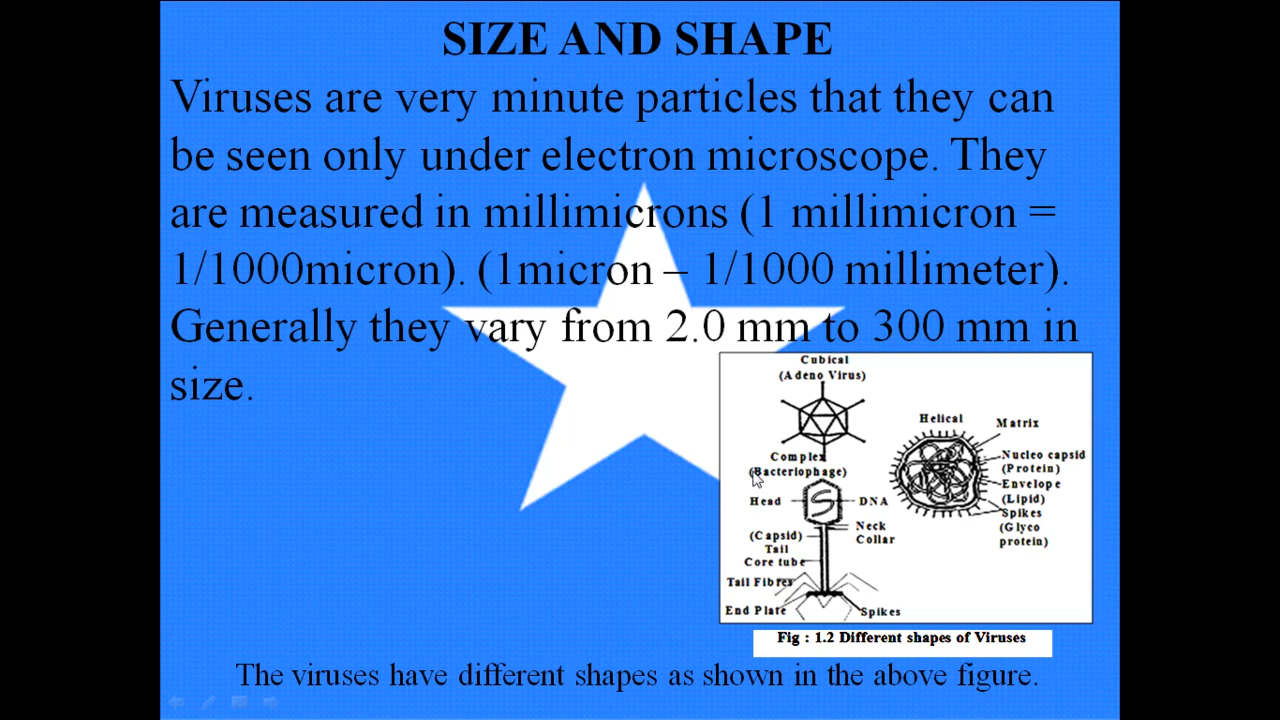 SIZE AND SHAPE
Viruses are very minute particles that they can
be seen only under electron microscope. They
are measured in millimicrons (1 millimicron =
1/1000micron). (1micron – 1/1000 millimeter).
Generally they vary from 2.0 mm to 300 mm in
size.
Cubical
(Adeno Virus)
Complex
(Bacteriophage)
Head
DNA
Neck
Collar
(Capsid)
Tail
Core tube
Tail Fibres
End Plate
Spikes
Helical
Matrix
Nucleo capsid
(Protein)
Envelope
(Lipid)
Spikes
(Glyco
protein)
Fig : 1.2 Different shapes of Viruses
The viruses have different shapes as shown in the above figure.